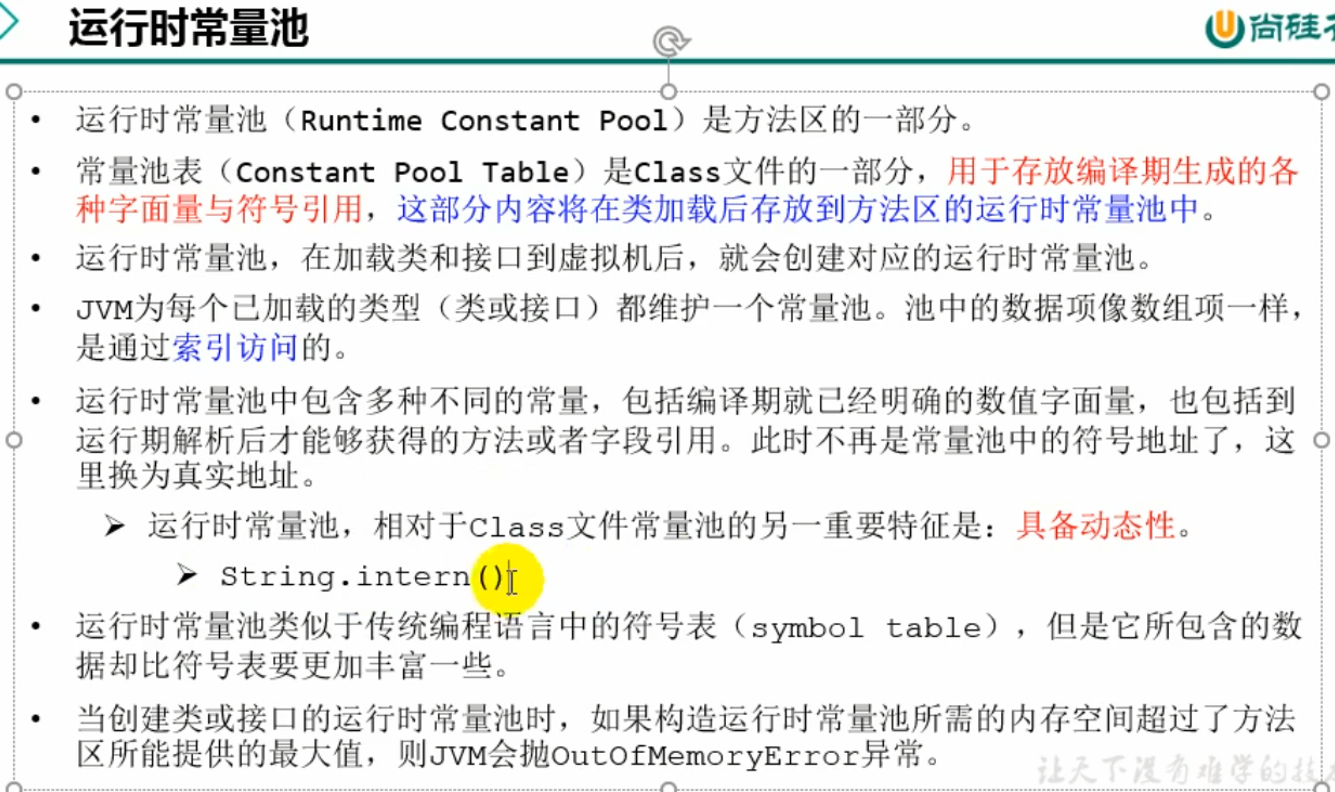 运行时常量池
尚硅
• 运行时常量池（Runtime Constant Pool）是方法区的一部分。
• 常量池表（Constant Pool Table）是Class文件的一部分，用于存放编译期生成的各
种字面量与符号引用，这部分内容将在类加载后存放到方法区的运行时常量池中。
• 运行时常量池，在加载类和接口到虚拟机后，就会创建对应的运行时常量池。
• JVM为每个已加载的类型（类或接口）都维护一个常量池。池中的数据项像数组项一样，
是通过索引访问的。
• 运行时常量池中包含多种不同的常量，包括编译期就已经明确的数值字面量，也包括到
运行期解析后才能够获得的方法或者字段引用。此时不再是常量池中的符号地址了，这
里换为真实地址。
➢ 运行时常量池，相对于Class文件常量池的另一重要特征是：具备动态性。
➢ String.intern()
• 运行时常量池类似于传统编程语言中的符号表（symbol table），但是它所包含的数
据却比符号表要更加丰富一些。
• 当创建类或接口的运行时常量池时，如果构造运行时常量池所需的内存空间超过了方法
区所能提供的最大值，则JVM会抛OutOfMemoryError异常。
让天下没有难学的技